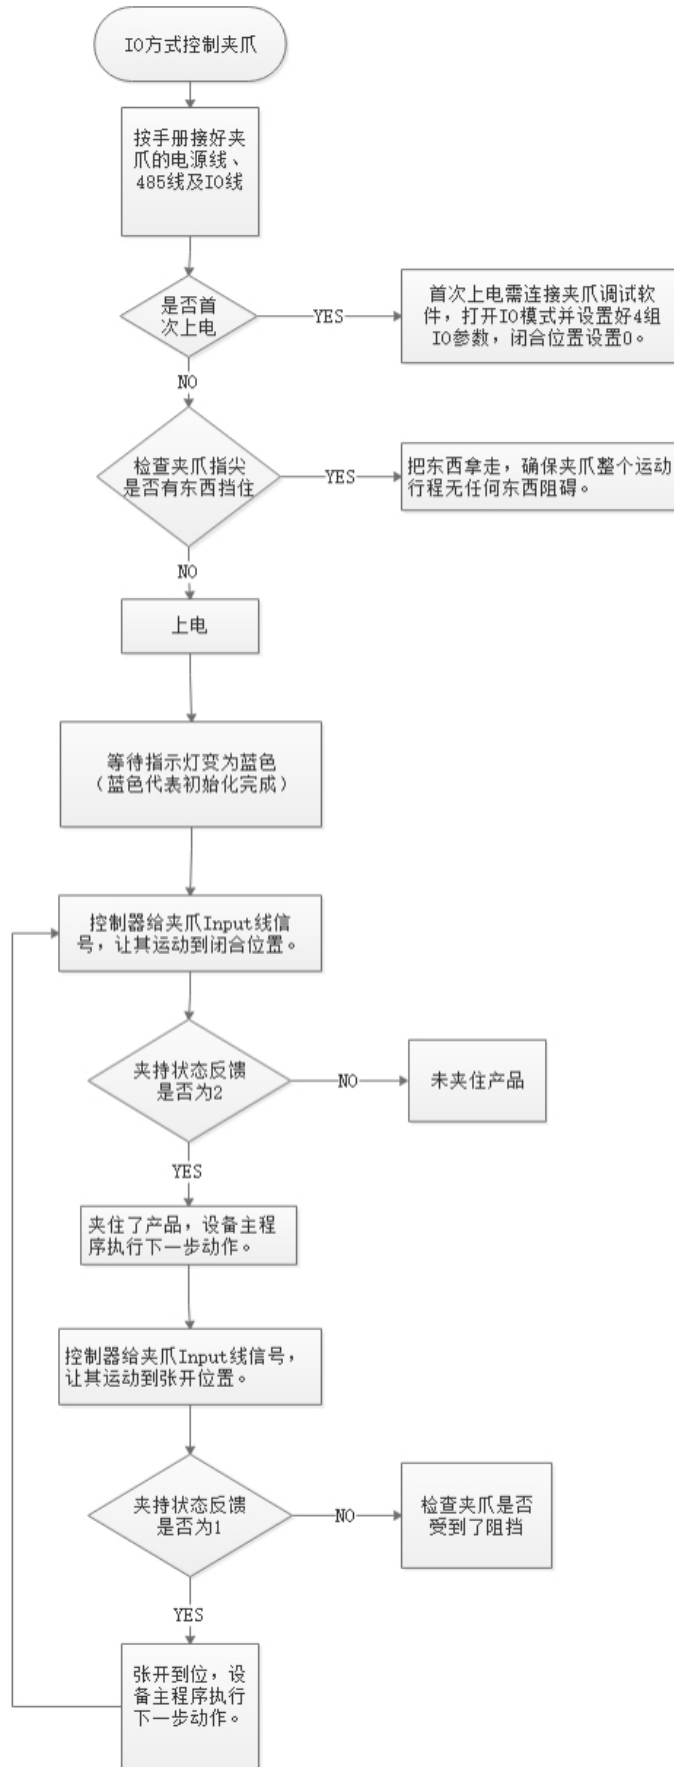 IO方式控制夹爪
按手册接好夹
爪的电源线、
485线及IO线
是否首
次上电
YES
首次上电需连接夹爪调试软
件，打开IO模式并设置好4组
IO参数，闭合位置设置0。
NO
检查夹爪指尖
是否有东西挡住
YES
把东西拿走，确保夹爪整个运动
行程无任何东西阻碍。
NO
上电
等待指示灯变为蓝色
（蓝色代表初始化完成）
控制器给夹爪Input线信
号，让其运动到闭合位置。
夹持状态反馈
是否为2
NO
未夹住产品
YES
夹住了产品，设备主程
序执行下一步动作。
控制器给夹爪Input线信号，
让其运动到张开位置。
夹持状态反馈
是否为1
NO
检查夹爪是否
受到了阻挡
YES
张开到位，设
备主程序执行
下一步动作。